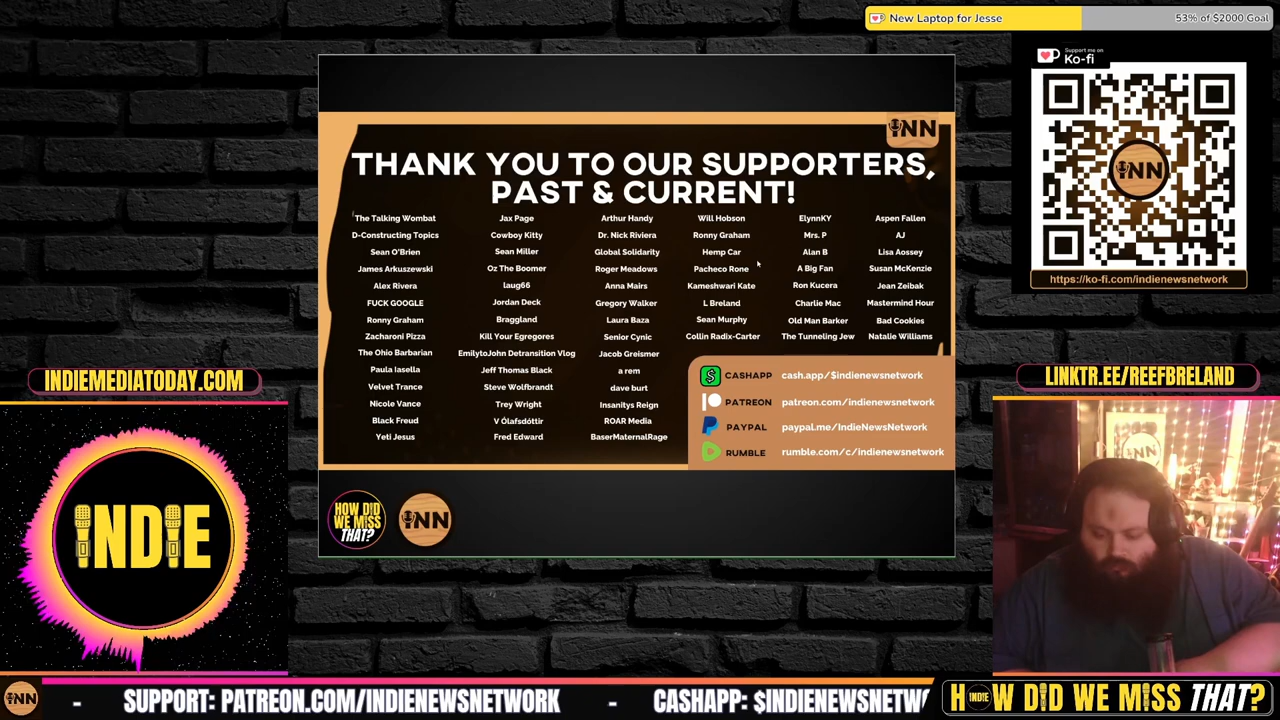 New Laptop for Jesse
53% of $2000 Goal
Support me on
Ko-fi
iNN
https://ko-fi.com/indienewsnetwork
iNN
THANK YOU TO OUR SUPPORTERS,
PAST & CURRENT!
The Talking Wombat
D-Constructing Topics
Sean O'Brien
James Arkuszewski
Alex Rivera
FUCK GOOGLE
Ronny Graham
Zacharoni Pizza
The Ohio Barbarian
Paula Iasella
Velvet Trance
Nicole Vance
Black Freud
Yeti Jesus
Jax Page
Cowboy Kitty
Sean Miller
Oz The Boomer
laug66
Jordan Deck
Braggland
Kill Your Egregores
EmilytoJohn Detransition Vlog
Jeff Thomas Black
Steve Wolfbrandt
Trey Wright
V Ólafsdóttir
Fred Edward
Arthur Handy
Dr. Nick Riviera
Global Solidarity
Roger Meadows
Anna Mairs
Gregory Walker
Laura Baza
Senior Cynic
Jacob Greismer
a rem
dave burt
Insanitys Reign
ROAR Media
BaserMaternalRage
Will Hobson
Ronny Graham
Hemp Car
Pacheco Rone
Kameshwari Kate
L Breland
Sean Murphy
Collin Radix-Carter
ElynnKY
Mrs. P
Alan B
A Big Fan
Ron Kucera
Charlie Mac
Old Man Barker
The Tunneling Jew
Aspen Fallen
AJ
Lisa Aossey
Susan McKenzie
Jean Zeibak
Mastermind Hour
Bad Cookies
Natalie Williams
CASHAPP cash.app/$indienewsnetwork
PATREON patreon.com/indienewsnetwork
PAYPAL paypal.me/IndieNewsNetwork
RUMBLE rumble.com/c/indienewsnetwork
HOW DID
WE MISS
THAT?
iNN
INDIEMEDIATODAY.COM
LINKTR.EE/REEFBRELAND
INDIE
iNN
iNN
- SUPPORT: PATREON.COM/INDIENEWSNETWORK - CASHAPP: $INDIENEWSNETW
HOW DID WE MISS THAT?